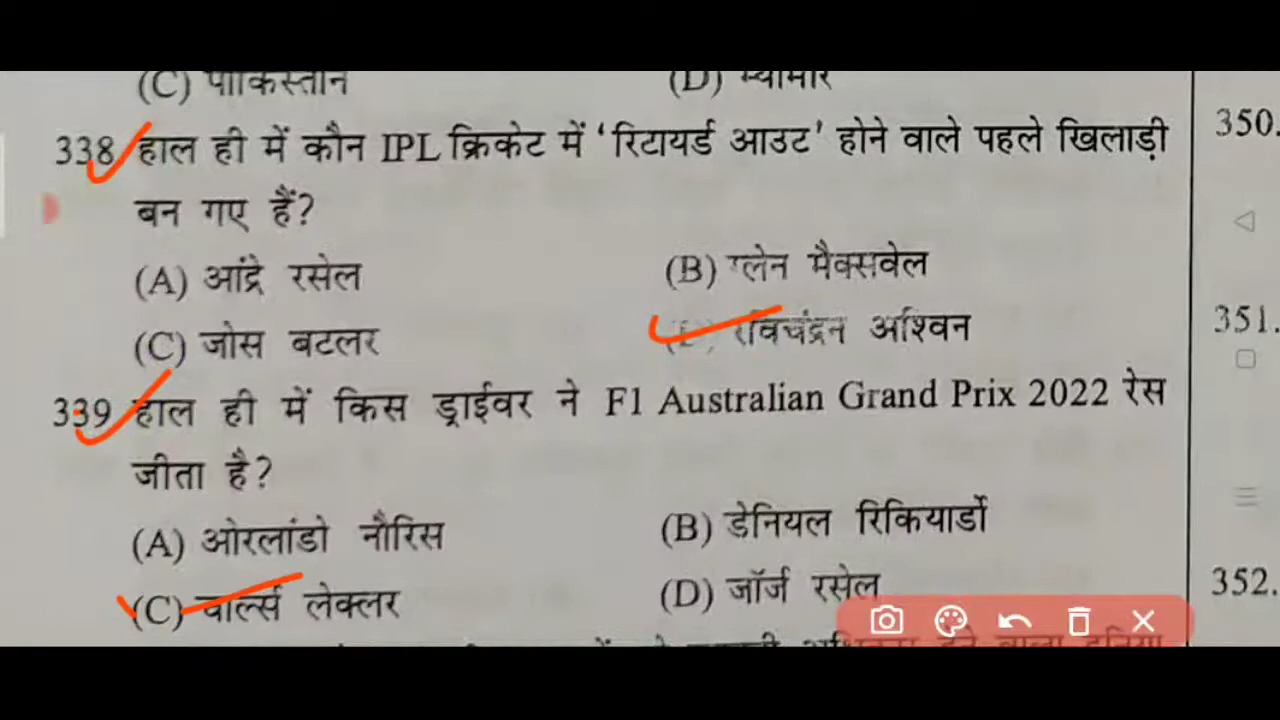 (C) पाकिस्तान (D) म्यांमार
338 हाल ही में कौन IPL क्रिकेट में ‘रिटायर्ड आउट’ होने वाले पहले खिलाड़ी
बन गए हैं?
(A) आंद्रे रसेल (B) ग्लेन मैक्सवेल
(C) जोस बटलर (D) रविचंद्रन अश्विन
339 हाल ही में किस ड्राईवर ने F1 Australian Grand Prix 2022 रेस
जीता है?
(A) ओरलांडो नौरिस (B) डेनियल रिकियार्डो
(C) चार्ल्स लेक्लर (D) जॉर्ज रसेल
350.
351.
352.